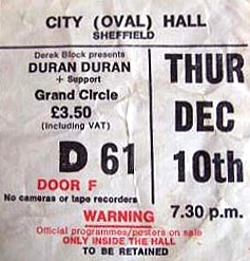 CITY (OVAL) HALL
SHEFFIELD
Derek Block presents
DURAN DURAN
+ Support
Grand Circle
£3.50
(including VAT)
D 61
DOOR F
No cameras or tape recorders
THUR
DEC
10th
7.30 p.m.
WARNING
Official programmes/posters on sale
ONLY INSIDE THE HALL
TO BE RETAINED